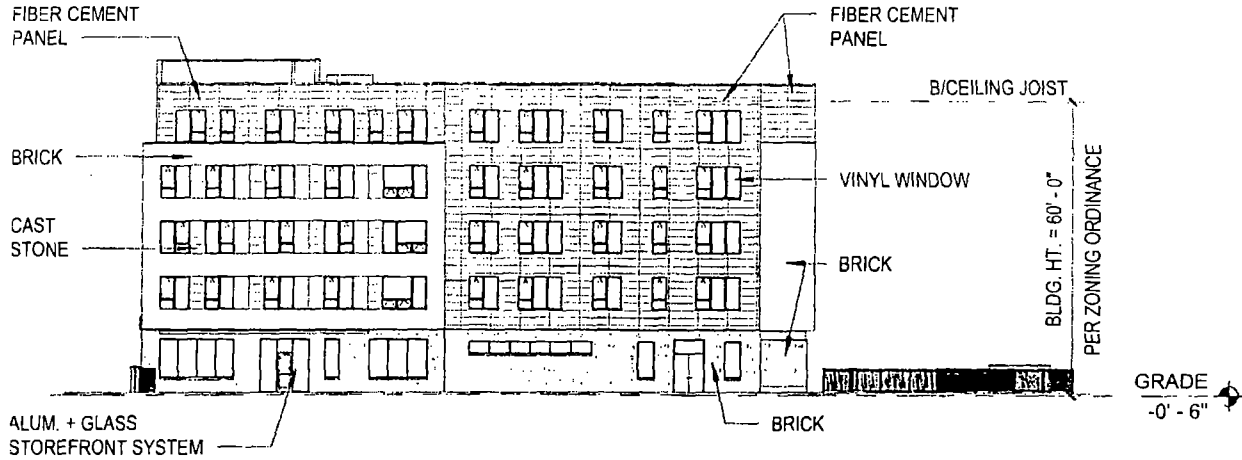 FIBER CEMENT
PANEL
BRICK
CAST
STONE
ALUM. + GLASS
STOREFRONT SYSTEM
FIBER CEMENT
PANEL
B/CEILING JOIST
VINYL WINDOW
BRICK
BRICK
BLDG. HT. = 60' - 0"
PER ZONING ORDINANCE
GRADE
-0' - 6"